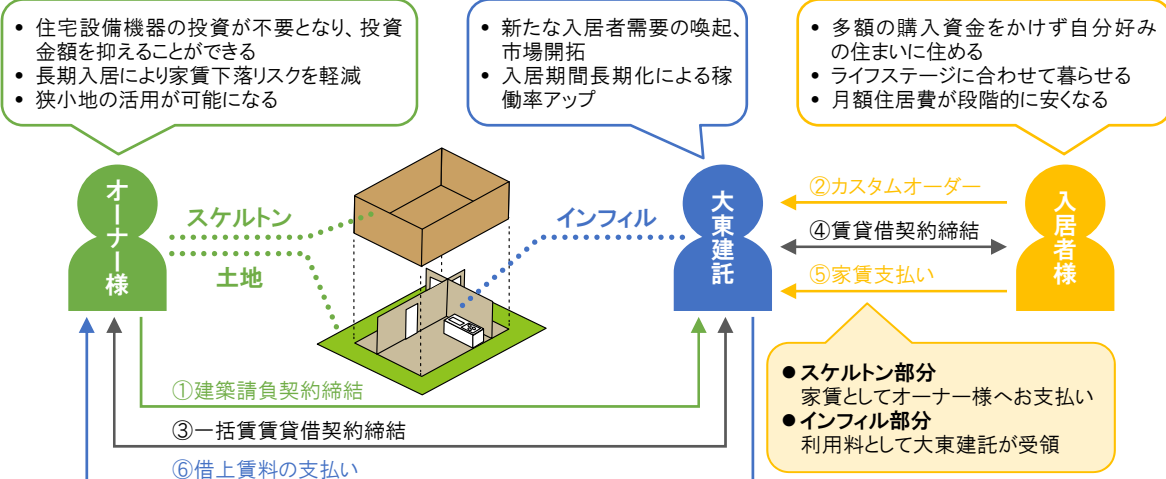 • 住宅設備機器の投資が不要となり、投資
金額を抑えることができる
• 長期入居により家賃下落リスクを軽減
• 狭小地の活用が可能になる
• 新たな入居者需要の喚起、
市場開拓
• 入居期間長期化による稼
働率アップ
• 多額の購入資金をかけず自分好み
の住まいに住める
• ライフステージに合わせて暮らせる
• 月額住居費が段階的に安くなる
オーナー様
スケルトン
土地
インフィル
大東建託
②カスタムオーダー
④賃貸借契約締結
⑤家賃支払い
入居者様
①建築請負契約締結
③一括賃賃貸借契約締結
⑥借上賃料の支払い
●スケルトン部分
家賃としてオーナー様へお支払い
●インフィル部分
利用料として大東建託が受領